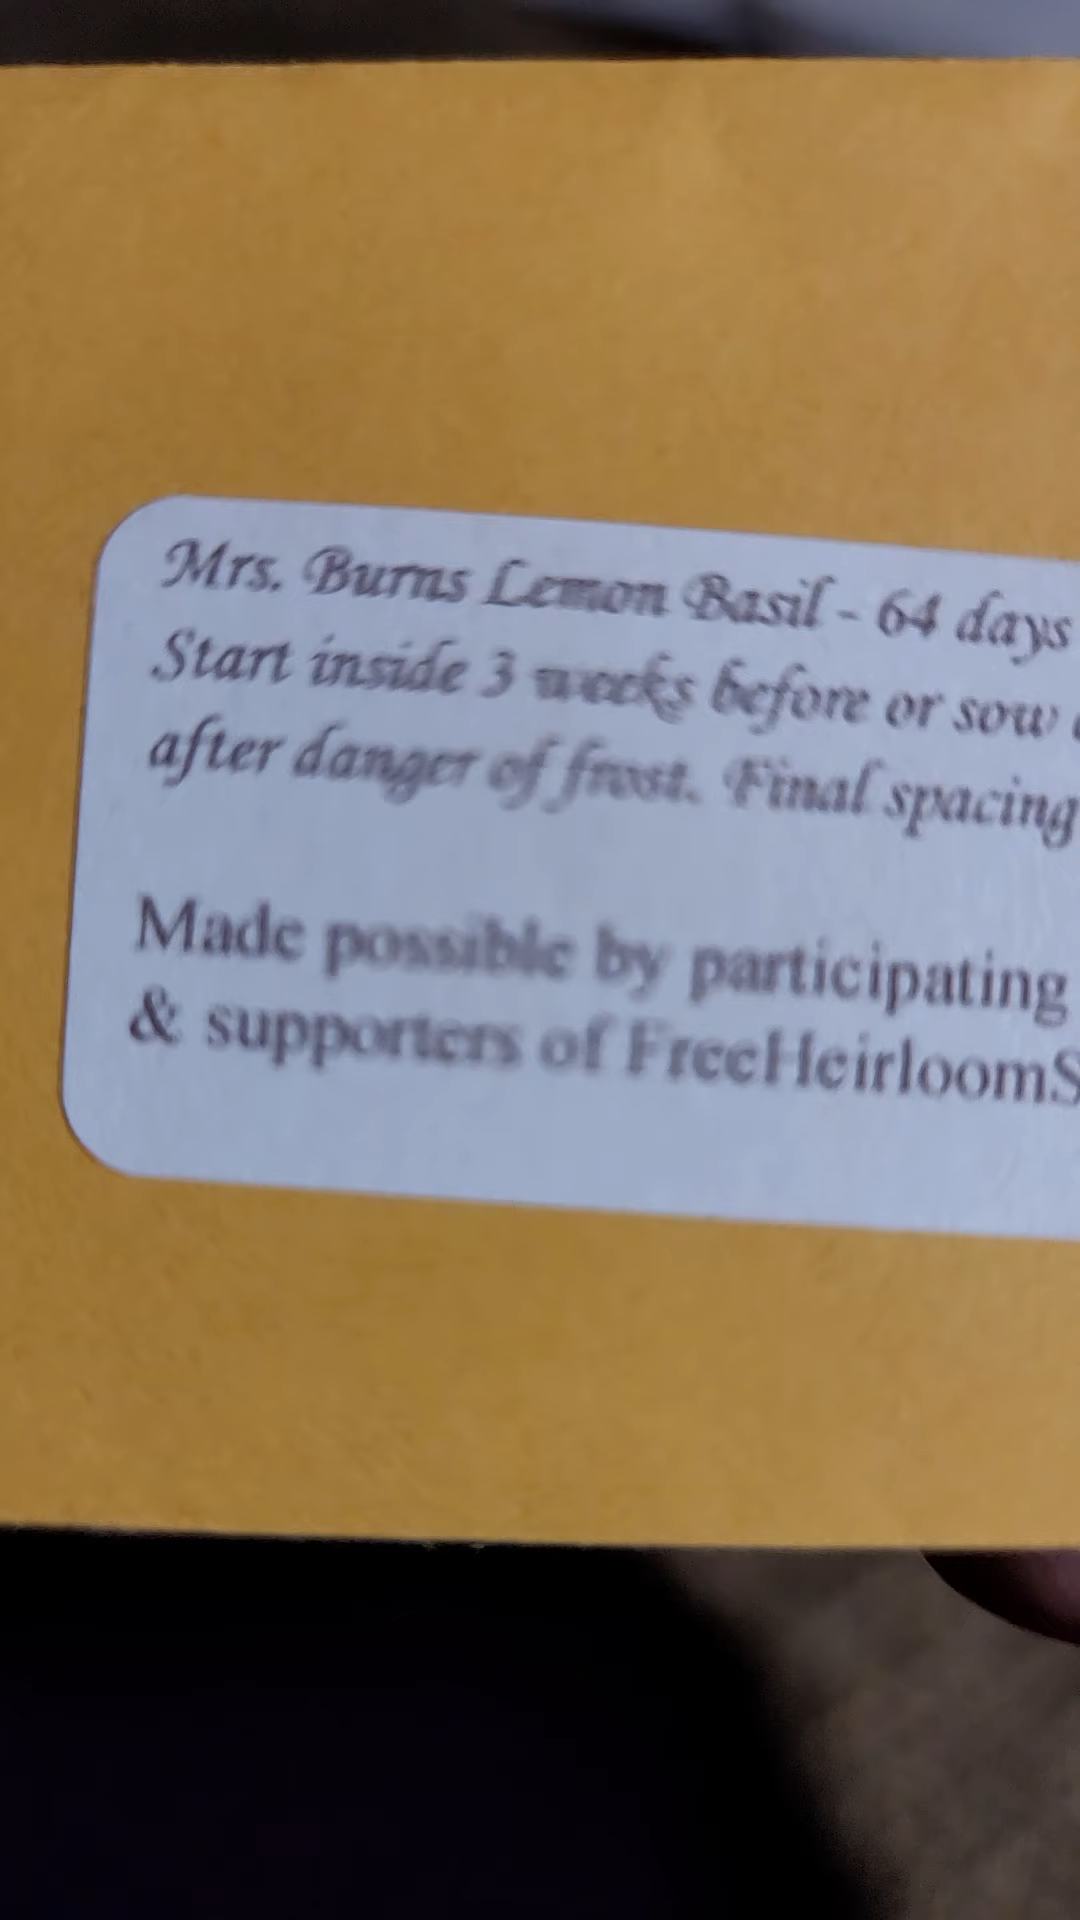 Mrs. Burns Lemon Basil - 64 days
Start inside 3 weeks before or sow
after danger of frost. Final spacing
Made possible by participating
& supporters of FreeHeirloomS